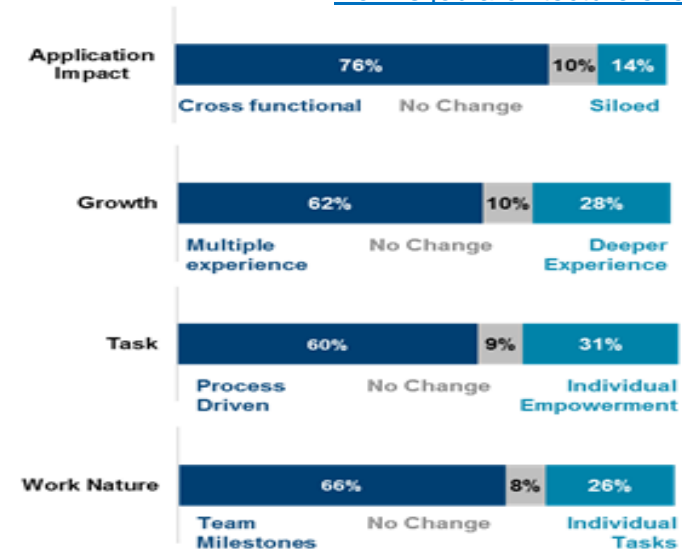 Application
Impact
76%
10%
14%
Cross functional
No Change
Siloed
Growth
62%
10%
28%
Multiple
experience
No Change
Deeper
Experience
Task
60%
9%
31%
Process
Driven
No Change
Individual
Empowerment
Work Nature
66%
8%
26%
Team
Milestones
No Change
Individual
Tasks